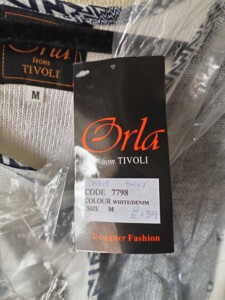 Orla
from
TIVOLI
M
Orla
from TIVOLI
CODE 7798
COLOUR WHITE/DENIM
SIZE M
Designer Fashion